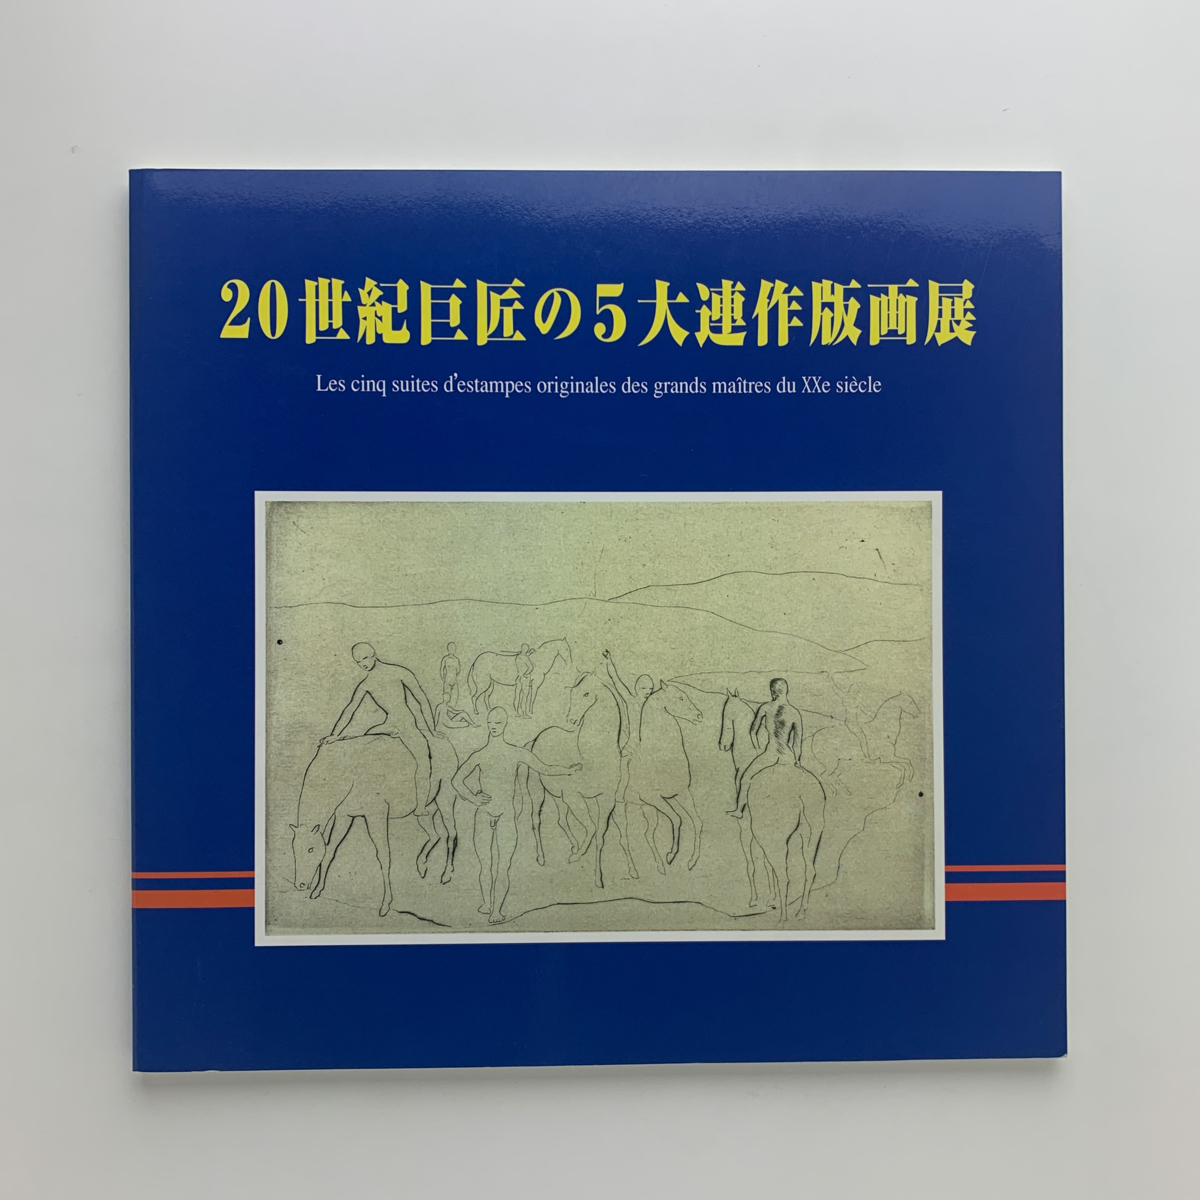 20世紀巨匠の5大連作版画展
Les cinq suites d'estampes originales des grands maîtres du XXe siècle